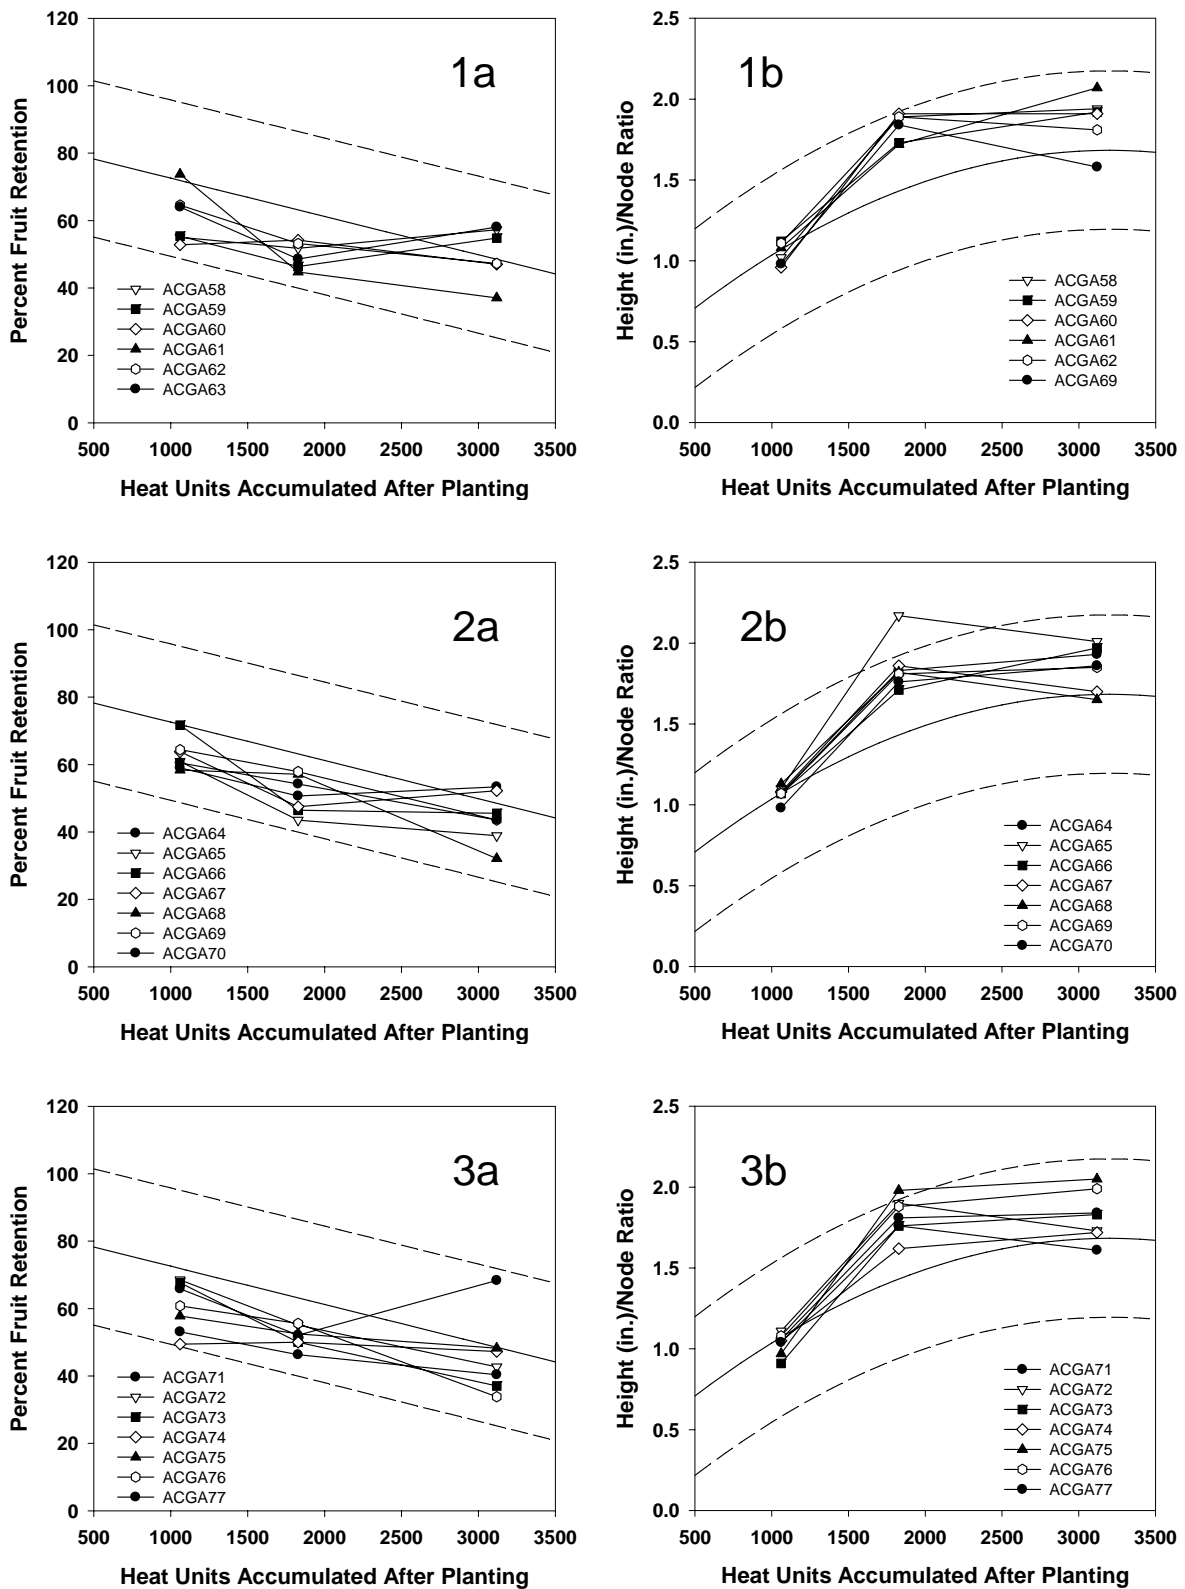 1a
Percent Fruit Retention
120
100
80
60
40
20
0
ACGA58
ACGA59
ACGA60
ACGA61
ACGA62
ACGA63
500 1000 1500 2000 2500 3000 3500
Heat Units Accumulated After Planting
1b
Height (in.)/Node Ratio
2.5
2.0
1.5
1.0
0.5
0.0
ACGA58
ACGA59
ACGA60
ACGA61
ACGA62
ACGA69
500 1000 1500 2000 2500 3000 3500
Heat Units Accumulated After Planting
2a
Percent Fruit Retention
120
100
80
60
40
20
0
ACGA64
ACGA65
ACGA66
ACGA67
ACGA68
ACGA69
ACGA70
500 1000 1500 2000 2500 3000 3500
Heat Units Accumulated After Planting
2b
Height (in.)/Node Ratio
2.5
2.0
1.5
1.0
0.5
0.0
ACGA64
ACGA65
ACGA66
ACGA67
ACGA68
ACGA69
ACGA70
500 1000 1500 2000 2500 3000 3500
Heat Units Accumulated After Planting
3a
Percent Fruit Retention
120
100
80
60
40
20
0
ACGA71
ACGA72
ACGA73
ACGA74
ACGA75
ACGA76
ACGA77
500 1000 1500 2000 2500 3000 3500
Heat Units Accumulated After Planting
3b
Height (in.)/Node Ratio
2.5
2.0
1.5
1.0
0.5
0.0
ACGA71
ACGA72
ACGA73
ACGA74
ACGA75
ACGA76
ACGA77
500 1000 1500 2000 2500 3000 3500
Heat Units Accumulated After Planting